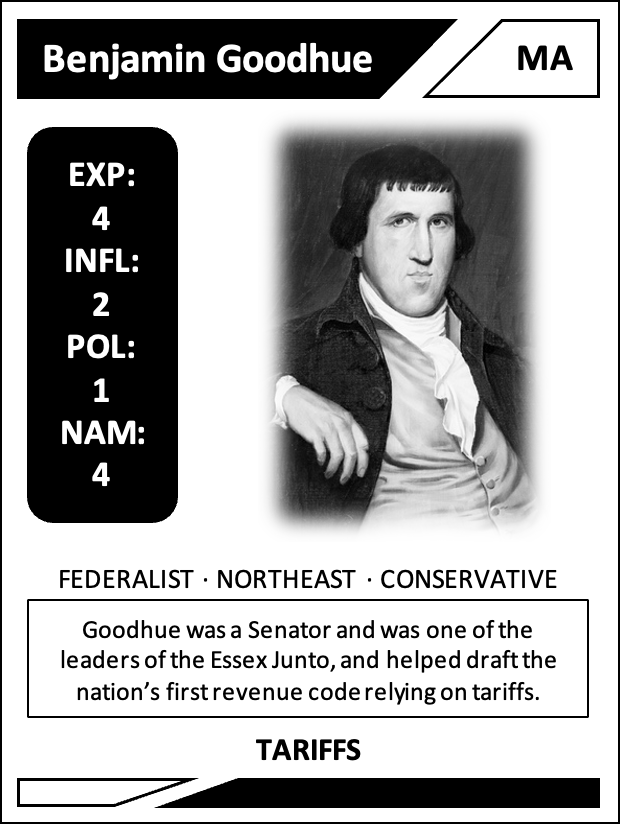 Benjamin Goodhue
MA
EXP:
4
INFL:
2
POL:
1
NAM:
4
FEDERALIST · NORTHEAST · CONSERVATIVE
Goodhue was a Senator and was one of the
leaders of the Essex Junto, and helped draft the
nation’s first revenue code relying on tariffs.
TARIFFS